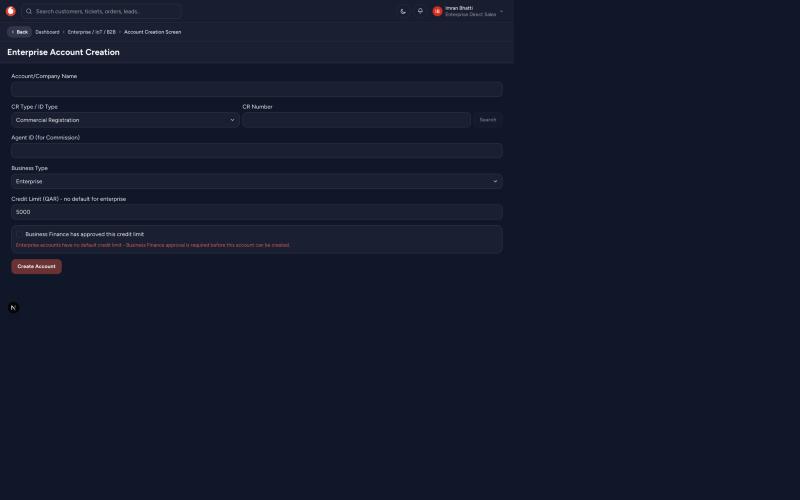 Search customers, tickets, orders, leads...
IB
Imran Bhatti
Enterprise Direct Sales
Back
Dashboard
Enterprise / IoT / B2B
Account Creation Screen
Enterprise Account Creation
Account/Company Name
CR Type / ID Type
CR Number
Commercial Registration
Search
Agent ID (for Commission)
Business Type
Enterprise
Credit Limit (QAR) - no default for enterprise
5000
Business Finance has approved this credit limit
Enterprise accounts have no default credit limit - Business Finance approval is required before this account can be created.
Create Account
N